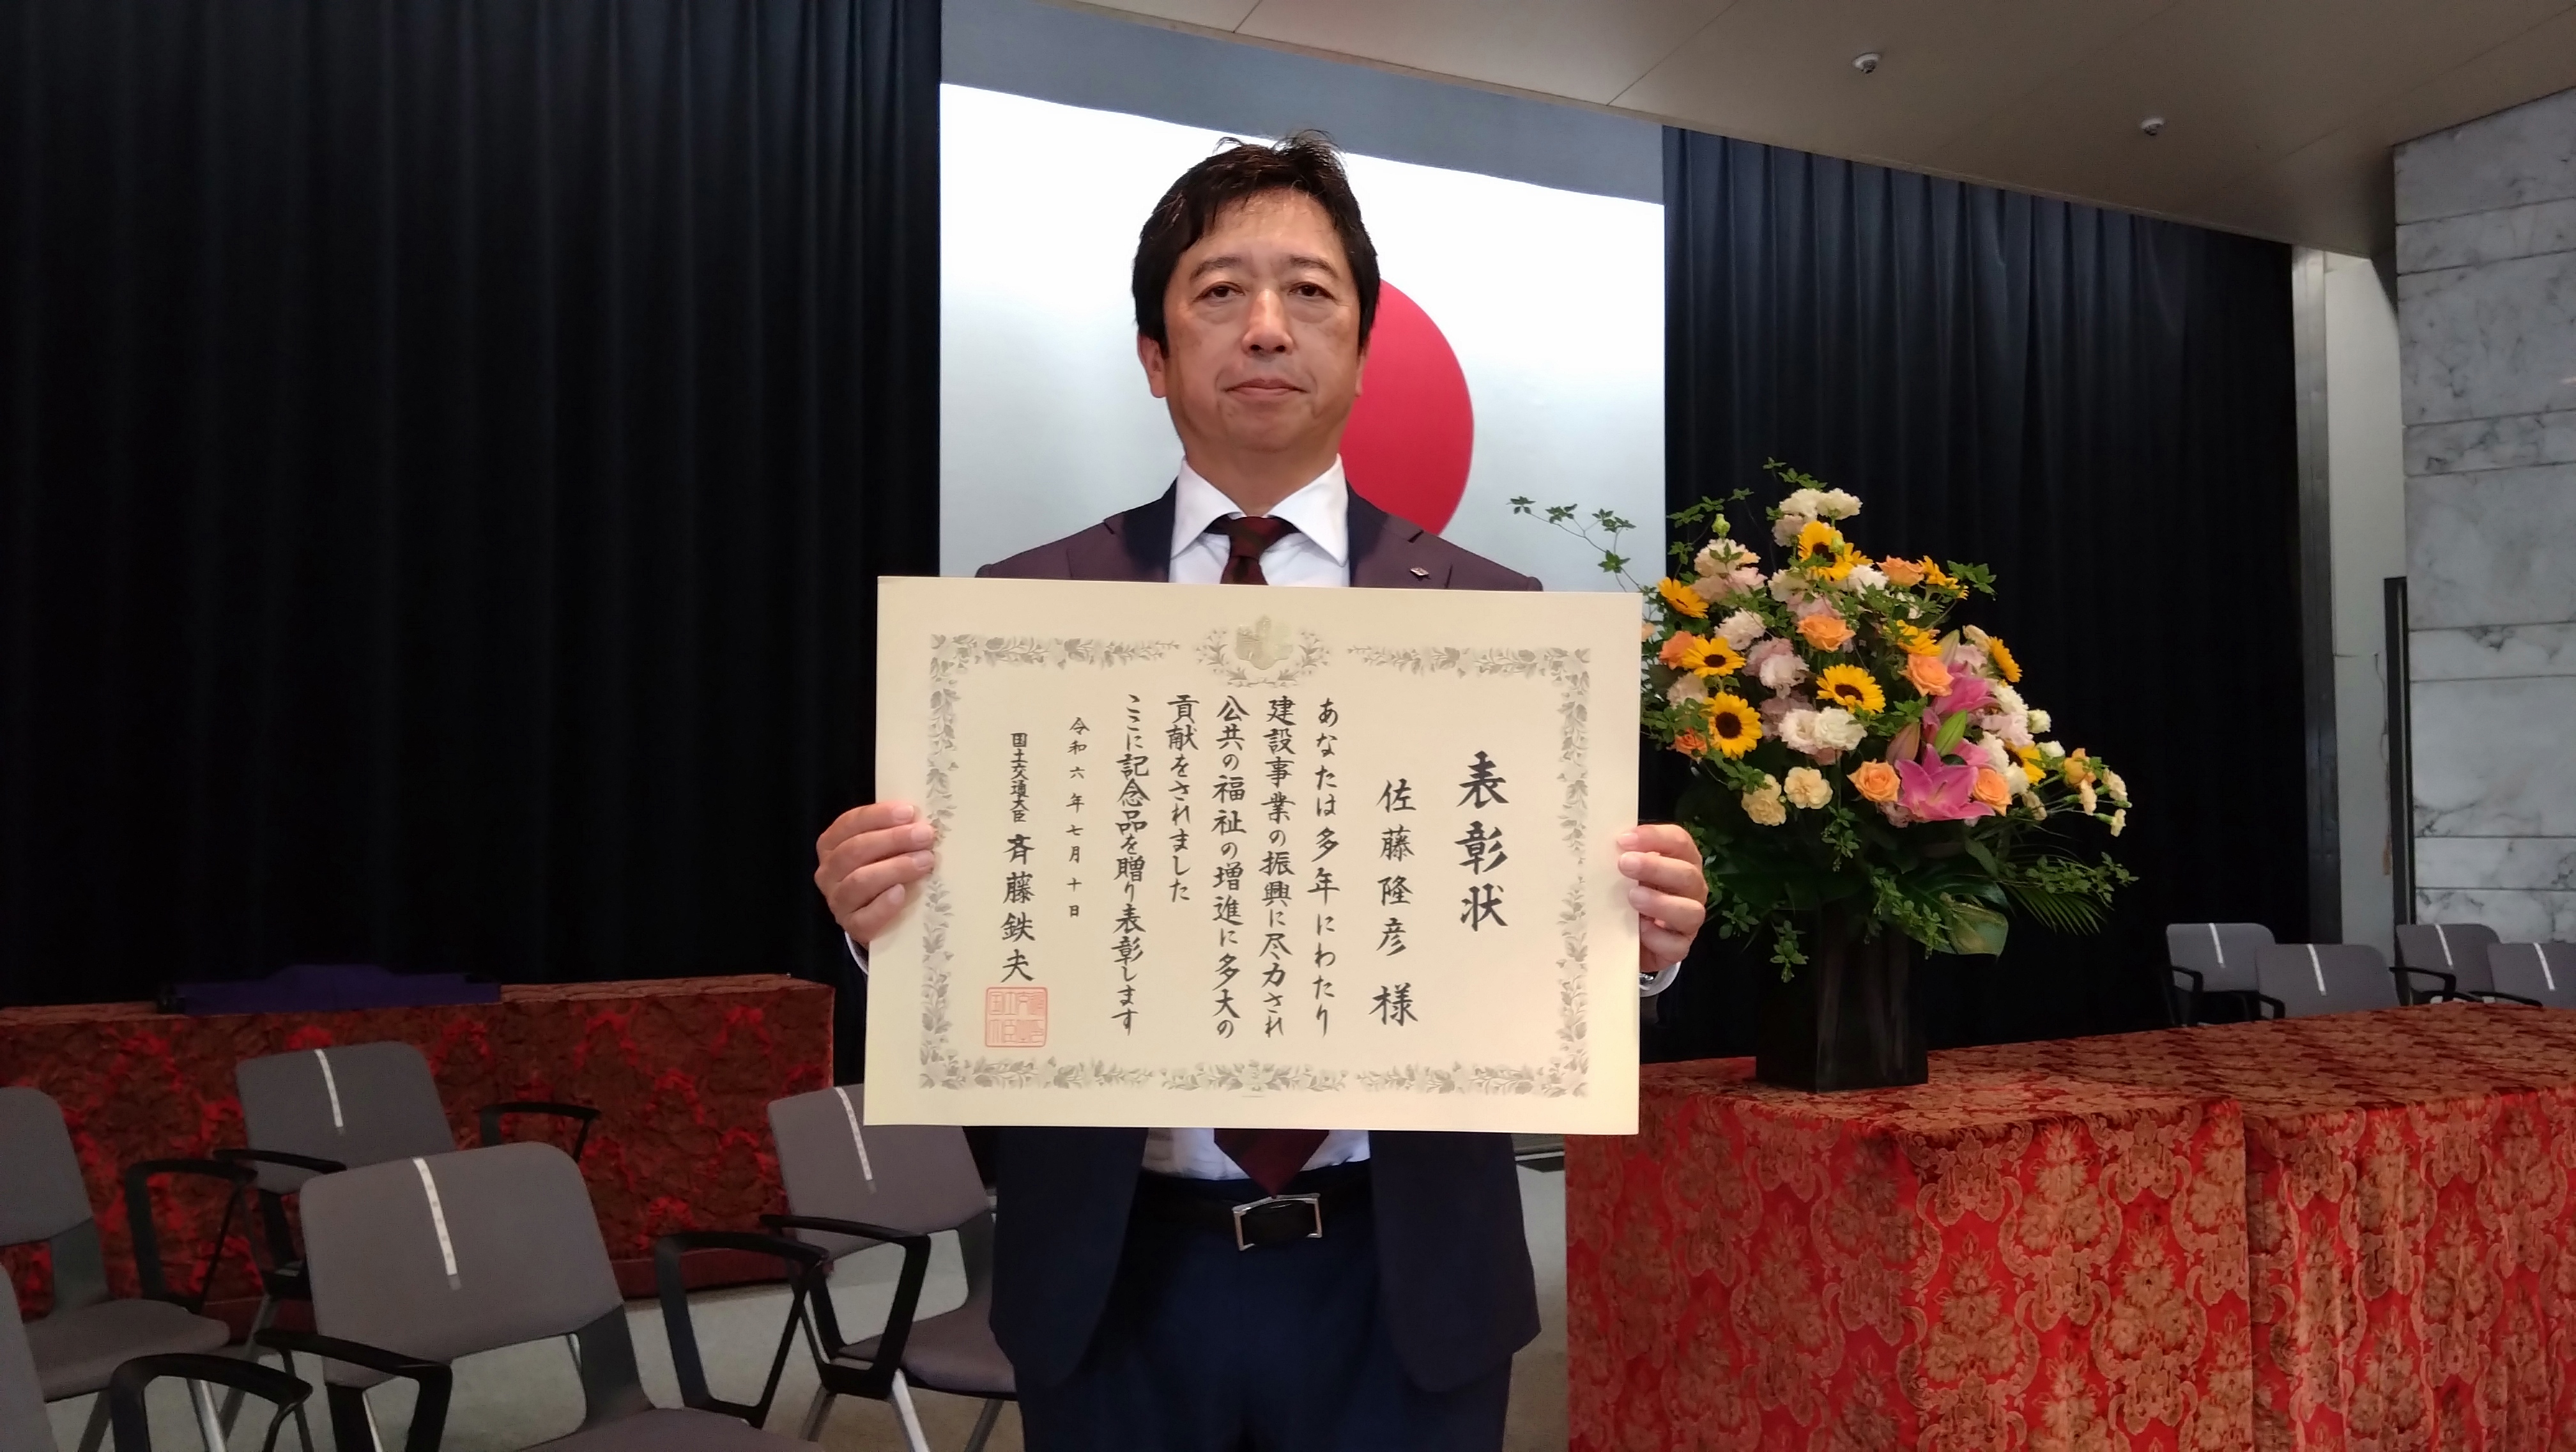 表彰状
佐藤隆彦 様
あなたは多年にわたり
建設事業の振興に尽力され
公共の福祉の増進に多大の
貢献をされました
ここに記念品を贈り表彰します
令和六年七月十日
国土交通大臣 斉藤鉄夫